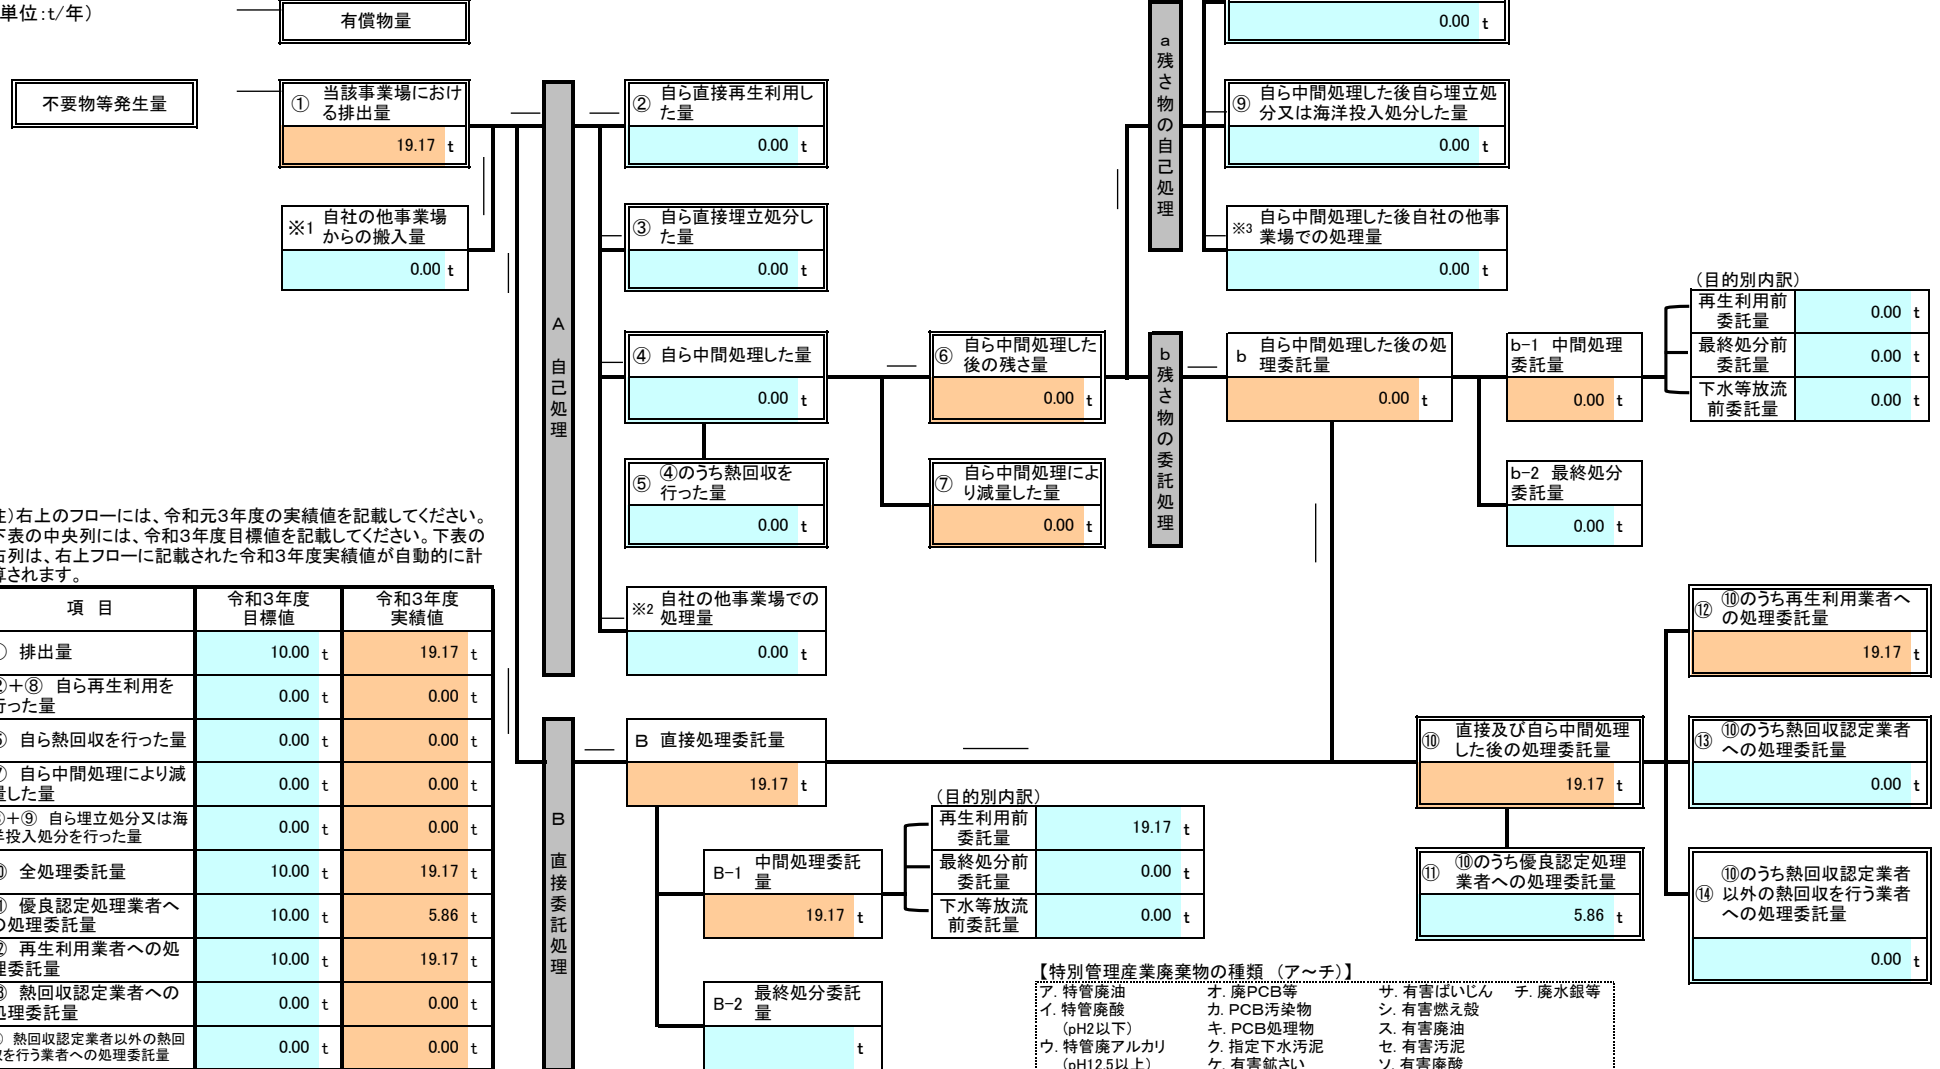 単位:t/年）
有償物量
0.00 t
不要物等発生量
① 当該事業場におけ
る排出量
19.17 t
※1 自社の他事業場
からの搬入量
0.00 t
A 自己処理
② 自ら直接再生利用し
た量
0.00 t
③ 自ら直接埋立処分し
た量
0.00 t
④ 自ら中間処理した量
0.00 t
⑤ ④のうち熱回収を
行った量
0.00 t
※2 自社の他事業場での
処理量
0.00 t
⑥ 自ら中間処理した
後の残さ量
0.00 t
⑦ 自ら中間処理によ
り減量した量
0.00 t
a残さ物の自己処理
⑨ 自ら中間処理した後自ら埋立処
分又は海洋投入処分した量
0.00 t
※3 自ら中間処理した後自社の他事
業場での処理量
0.00 t
b残さ物の委託処理
b 自ら中間処理した後の処
理委託量
0.00 t
b-1 中間処理
委託量
0.00 t
b-2 最終処分
委託量
0.00 t
（目的別内訳）
再生利用前
委託量
0.00 t
最終処分前
委託量
0.00 t
下水等放流
前委託量
0.00 t
注）右上のフローには、令和元3年度の実績値を記載してください。
下表の中央列には、令和3年度目標値を記載してください。下表の
右列は、右上フローに記載された令和3年度実績値が自動的に計
算されます。
項 目 令和3年度 令和3年度
目標値 実績値
① 排出量 10.00 t 19.17 t
②＋⑧ 自ら再生利用を
行った量 0.00 t 0.00 t
⑤ 自ら熱回収を行った量 0.00 t 0.00 t
⑦ 自ら中間処理により減
量した量 0.00 t 0.00 t
③＋⑨ 自ら埋立処分又は海
洋投入処分を行った量 0.00 t 0.00 t
⑩ 全処理委託量 10.00 t 19.17 t
⑪ 優良認定処理業者へ
の処理委託量 10.00 t 5.86 t
⑫ 再生利用業者への処
理委託量 10.00 t 19.17 t
⑬ 熱回収認定業者への
処理委託量 0.00 t 0.00 t
⑭ 熱回収認定業者以外の熱回
収を行う業者への処理委託量 0.00 t 0.00 t
B 直接委託処理
B 直接処理委託量
19.17 t
B-1 中間処理委託
量
19.17 t
B-2 最終処分委託
量
t
（目的別内訳）
再生利用前
委託量
19.17 t
最終処分前
委託量
0.00 t
下水等放流
前委託量
0.00 t
⑩ 直接及び自ら中間処理
した後の処理委託量
19.17 t
⑪ ⑩のうち優良認定処理
業者への処理委託量
5.86 t
⑫ ⑩のうち再生利用業者へ
の処理委託量
19.17 t
⑬ ⑩のうち熱回収認定業者
への処理委託量
0.00 t
⑭ ⑩のうち熱回収認定業者
以外の熱回収を行う業者
への処理委託量
0.00 t
【特別管理産業廃棄物の種類 （ア～チ）】
ア. 特管廃油 オ. 廃PCB等 サ. 有害ばいじん チ. 廃水銀等
イ. 特管廃酸 カ. PCB汚染物 シ. 有害燃え殻
（pH2以下） キ. PCB処理物 ス. 有害廃油
ウ. 特管廃アルカリ ク. 指定下水汚泥 セ. 有害汚泥
（pH12.5以上） ケ. 有害鉱さい ソ. 有害廃酸